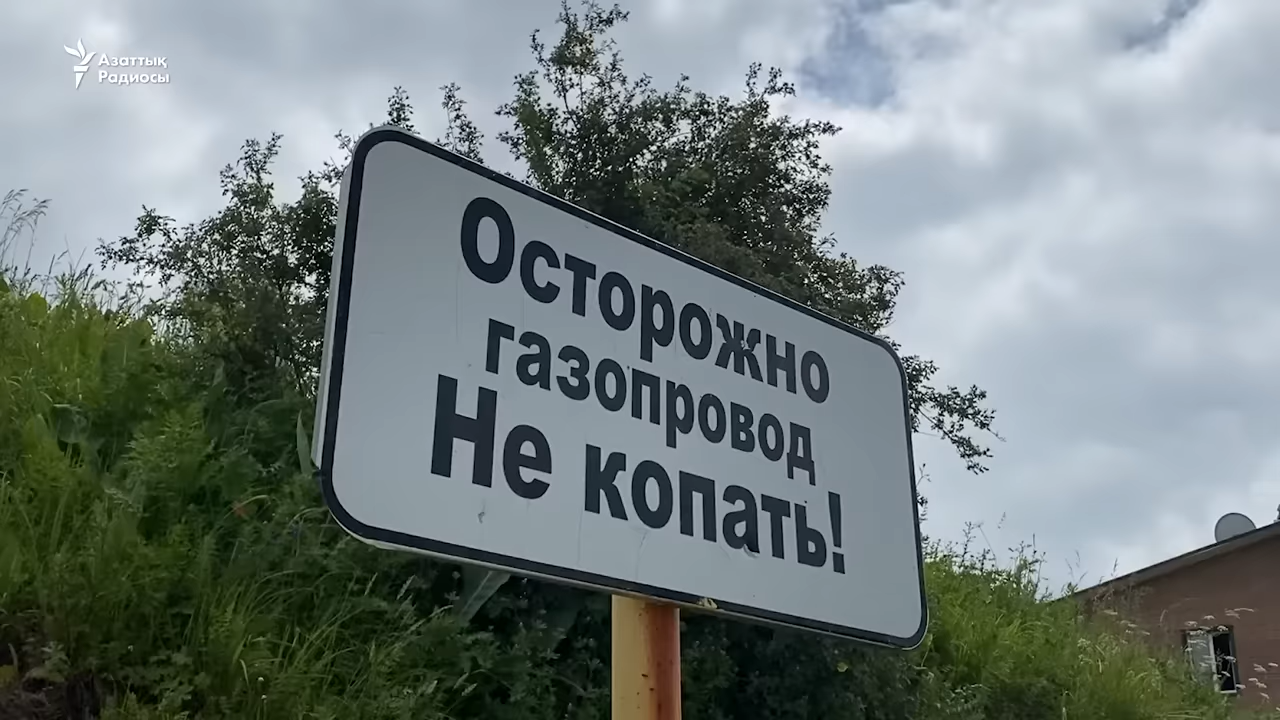 Азаттық
Радиосы
Осторожно
газопровод
Не копать!